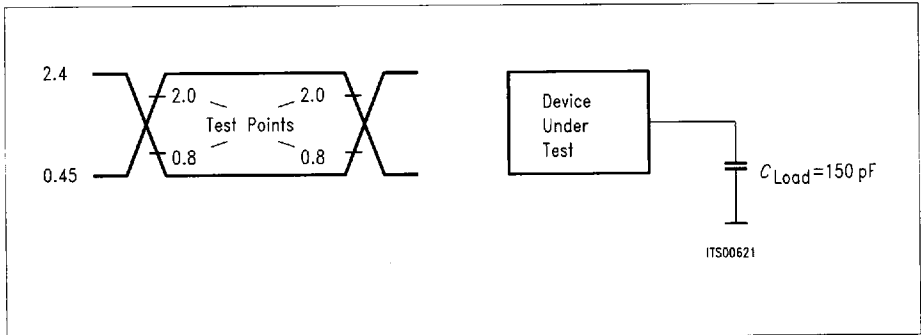 2.4
2.0
2.0
Test Points
0.8
0.8
0.45
Device
Under
Test
C Load=150 pF
ITS00621